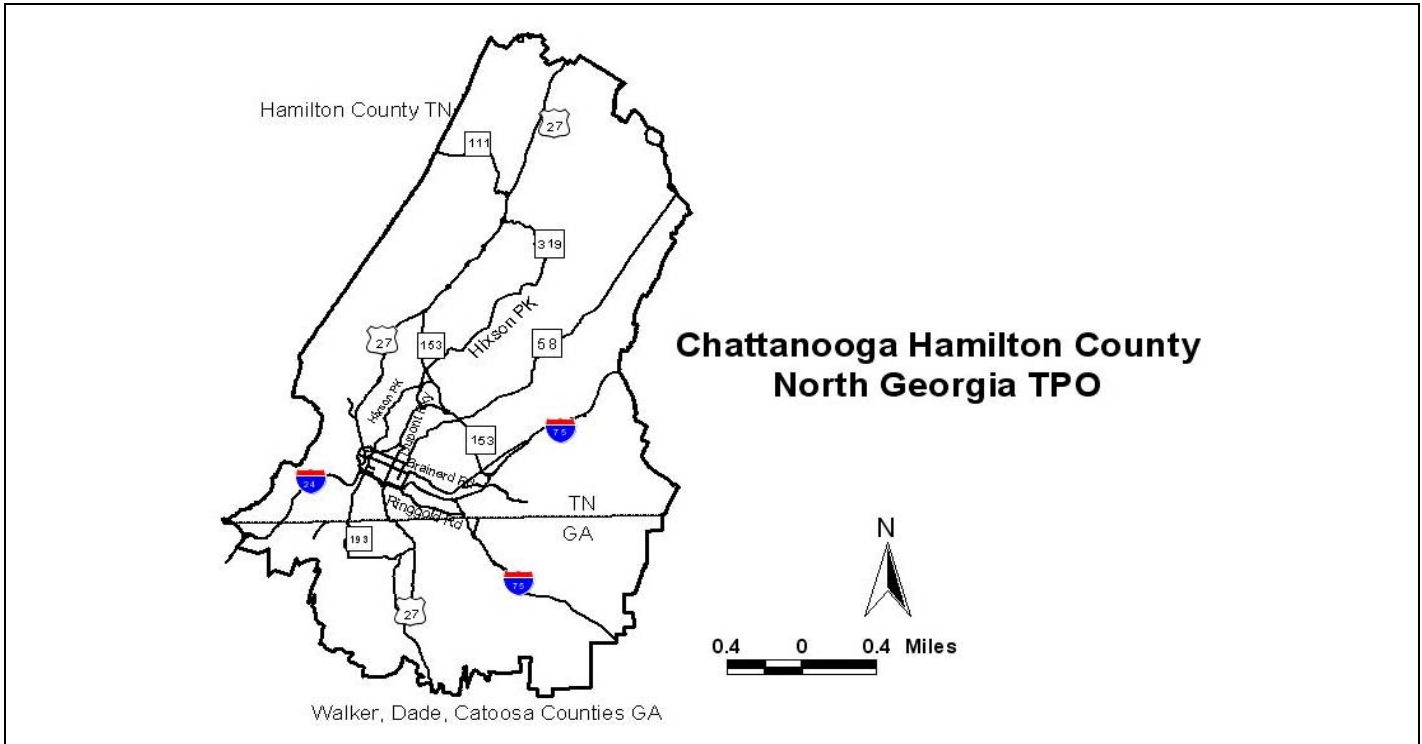 Hamilton County TN
27
111
319
Hixson PK
27
153
58
Chattanooga Hamilton County
North Georgia TPO
Hixson PK
153
75
Brainerd Rd
24
Ringgold Rd
TN
GA
193
N
75
27
0.4 0 0.4 Miles
Walker, Dade, Catoosa Counties GA